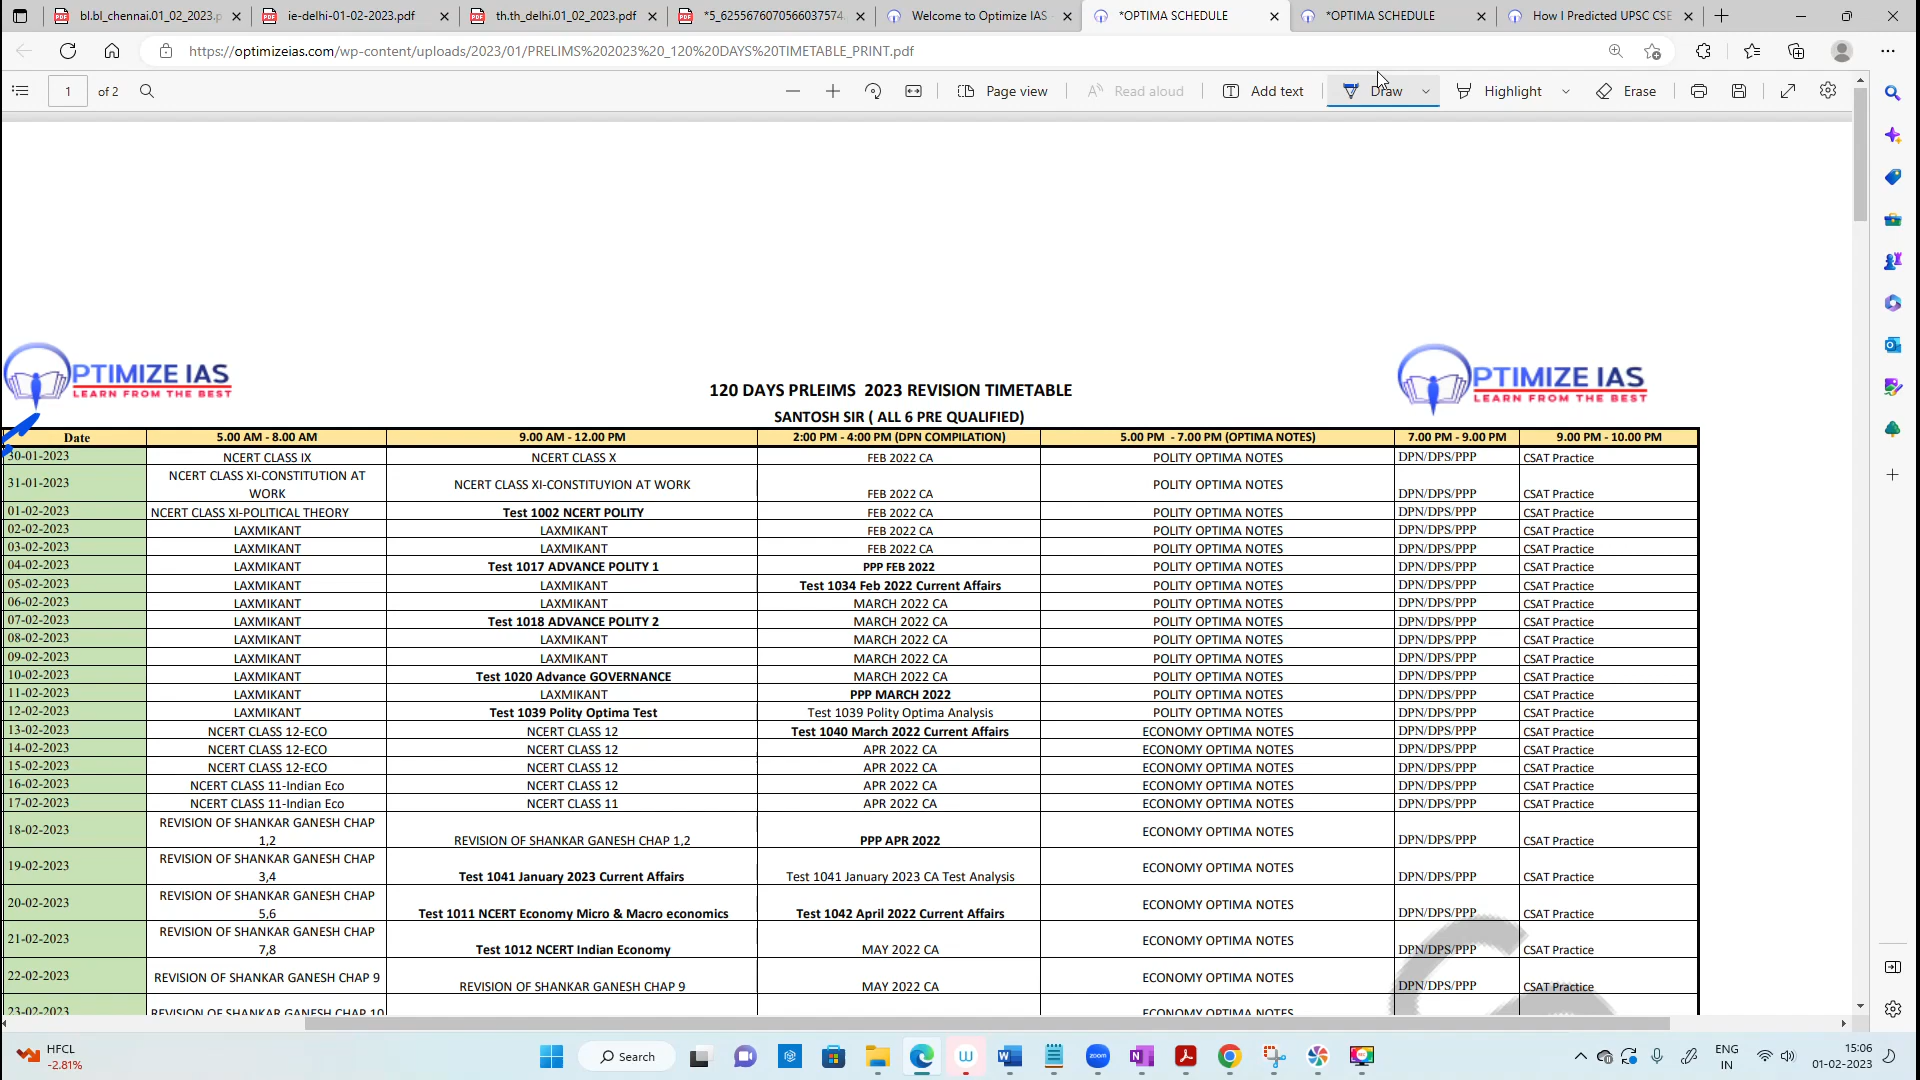 bl.bl_chennai.01_02_2023.p
ie-delhi-01-02-2023.pdf
th.th_delhi.01_02_2023.pdf
*5_6255676070566037574.
Welcome to Optimize IAS
*OPTIMA SCHEDULE
*OPTIMA SCHEDULE
How I Predicted UPSC CSE
https://optimizeias.com/wp-content/uploads/2023/01/PRELIMS%202023%20_120%20DAYS%20TIMETABLE_PRINT.pdf
1 of 2 Page view Read aloud Add text Draw Highlight Erase
PTIMIZE IAS
LEARN FROM THE BEST
120 DAYS PRLEIMS 2023 REVISION TIMETABLE
SANTOSH SIR ( ALL 6 PRE QUALIFIED)
PTIMIZE IAS
LEARN FROM THE BEST
Date 5.00 AM - 8.00 AM 9.00 AM - 12.00 PM 2:00 PM - 4:00 PM (DPN COMPILATION) 5.00 PM - 7.00 PM (OPTIMA NOTES) 7.00 PM - 9.00 PM 9.00 PM - 10.00 PM
30-01-2023 NCERT CLASS IX NCERT CLASS X FEB 2022 CA POLITY OPTIMA NOTES DPN/DPS/PPP CSAT Practice
31-01-2023 NCERT CLASS XI-CONSTITUTION AT WORK NCERT CLASS XI-CONSTITUYION AT WORK FEB 2022 CA POLITY OPTIMA NOTES DPN/DPS/PPP CSAT Practice
01-02-2023 NCERT CLASS XI-POLITICAL THEORY Test 1002 NCERT POLITY FEB 2022 CA POLITY OPTIMA NOTES DPN/DPS/PPP CSAT Practice
02-02-2023 LAXMIKANT LAXMIKANT FEB 2022 CA POLITY OPTIMA NOTES DPN/DPS/PPP CSAT Practice
03-02-2023 LAXMIKANT LAXMIKANT FEB 2022 CA POLITY OPTIMA NOTES DPN/DPS/PPP CSAT Practice
04-02-2023 LAXMIKANT Test 1017 ADVANCE POLITY 1 PPP FEB 2022 POLITY OPTIMA NOTES DPN/DPS/PPP CSAT Practice
05-02-2023 LAXMIKANT LAXMIKANT Test 1034 Feb 2022 Current Affairs POLITY OPTIMA NOTES DPN/DPS/PPP CSAT Practice
06-02-2023 LAXMIKANT LAXMIKANT MARCH 2022 CA POLITY OPTIMA NOTES DPN/DPS/PPP CSAT Practice
07-02-2023 LAXMIKANT Test 1018 ADVANCE POLITY 2 MARCH 2022 CA POLITY OPTIMA NOTES DPN/DPS/PPP CSAT Practice
08-02-2023 LAXMIKANT LAXMIKANT MARCH 2022 CA POLITY OPTIMA NOTES DPN/DPS/PPP CSAT Practice
09-02-2023 LAXMIKANT LAXMIKANT MARCH 2022 CA POLITY OPTIMA NOTES DPN/DPS/PPP CSAT Practice
10-02-2023 LAXMIKANT Test 1020 Advance GOVERNANCE MARCH 2022 CA POLITY OPTIMA NOTES DPN/DPS/PPP CSAT Practice
11-02-2023 LAXMIKANT LAXMIKANT PPP MARCH 2022 POLITY OPTIMA NOTES DPN/DPS/PPP CSAT Practice
12-02-2023 LAXMIKANT Test 1039 Polity Optima Test Test 1039 Polity Optima Analysis POLITY OPTIMA NOTES DPN/DPS/PPP CSAT Practice
13-02-2023 NCERT CLASS 12-ECO NCERT CLASS 12 Test 1040 March 2022 Current Affairs ECONOMY OPTIMA NOTES DPN/DPS/PPP CSAT Practice
14-02-2023 NCERT CLASS 12-ECO NCERT CLASS 12 APR 2022 CA ECONOMY OPTIMA NOTES DPN/DPS/PPP CSAT Practice
15-02-2023 NCERT CLASS 12-ECO NCERT CLASS 12 APR 2022 CA ECONOMY OPTIMA NOTES DPN/DPS/PPP CSAT Practice
16-02-2023 NCERT CLASS 11-Indian Eco NCERT CLASS 12 APR 2022 CA ECONOMY OPTIMA NOTES DPN/DPS/PPP CSAT Practice
17-02-2023 NCERT CLASS 11-Indian Eco NCERT CLASS 11 APR 2022 CA ECONOMY OPTIMA NOTES DPN/DPS/PPP CSAT Practice
18-02-2023 REVISION OF SHANKAR GANESH CHAP 1,2 REVISION OF SHANKAR GANESH CHAP 1,2 PPP APR 2022 ECONOMY OPTIMA NOTES DPN/DPS/PPP CSAT Practice
19-02-2023 REVISION OF SHANKAR GANESH CHAP 3,4 Test 1041 January 2023 Current Affairs Test 1041 January 2023 CA Test Analysis ECONOMY OPTIMA NOTES DPN/DPS/PPP CSAT Practice
20-02-2023 REVISION OF SHANKAR GANESH CHAP 5,6 Test 1011 NCERT Economy Micro & Macro economics Test 1042 April 2022 Current Affairs ECONOMY OPTIMA NOTES DPN/DPS/PPP CSAT Practice
21-02-2023 REVISION OF SHANKAR GANESH CHAP 7,8 Test 1012 NCERT Indian Economy MAY 2022 CA ECONOMY OPTIMA NOTES DPN/DPS/PPP CSAT Practice
22-02-2023 REVISION OF SHANKAR GANESH CHAP 9 REVISION OF SHANKAR GANESH CHAP 9 MAY 2022 CA ECONOMY OPTIMA NOTES DPN/DPS/PPP CSAT Practice
23-02-2023 REVISION OF SHANKAR GANESH CHAP 10 ECONOMY OPTIMA NOTES
HFCL
-2.81%
Search
ENG
IN
15:06
01-02-2023